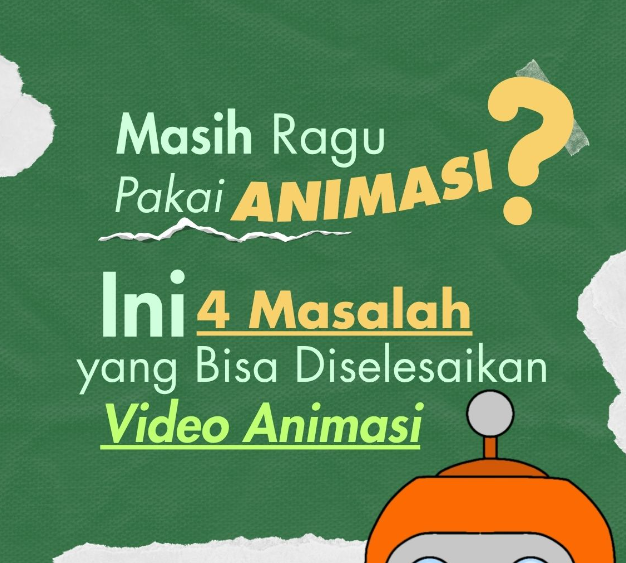 Masih Ragu
Pakai ANIMASI?
Ini 4 Masalah
yang Bisa Diselesaikan
Video Animasi